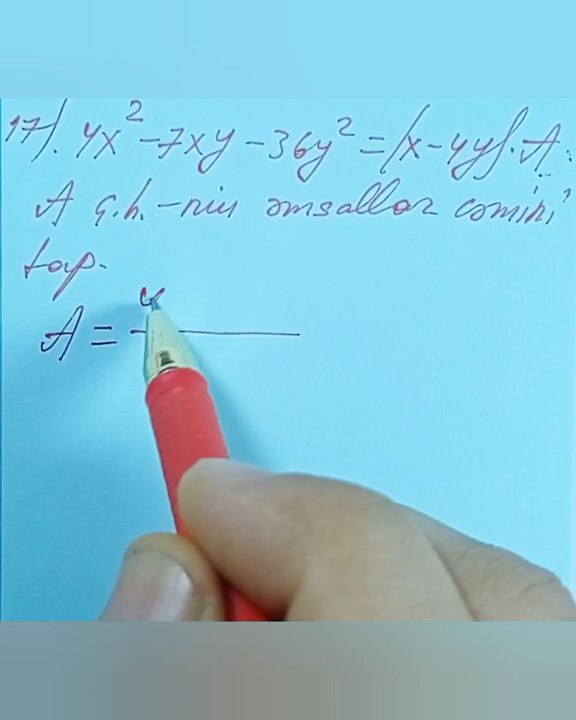 17). 4x² - 7xy - 36y² = (x - 4y)·A.
A ç.h. - nin əmsallar cəmini
tap.
A = 4